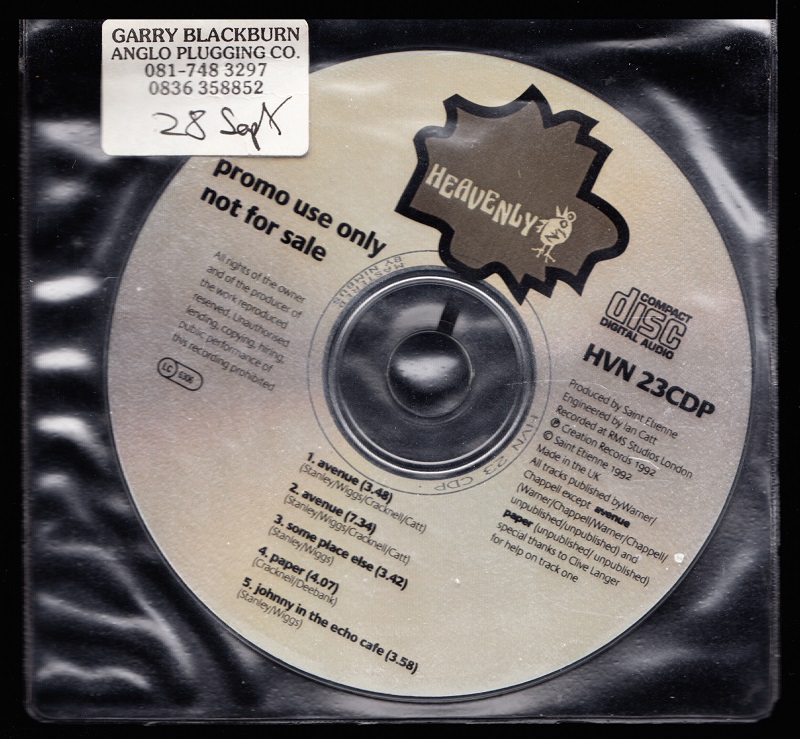 GARRY BLACKBURN
ANGLO PLUGGING CO.
081-748 3297
0836 358852
28 Sept
promo use only
not for sale
HEAVENLY
All rights of the owner
and of the producer of
the work reproduced
reserved. Unauthorised
lending, copying, hiring,
public performance of
this recording prohibited
LC 6306
COMPACT
disc
DIGITAL AUDIO
HVN 23CDP
Produced by Saint Etienne
Engineered by Ian Catt
Recorded at RMS Studios London
℗ Creation Records 1992
© Saint Etienne 1992
Made in the UK
All tracks published byWarner/
Chappell except avenue
(Warner/Chappell/Warner/Chappell/
unpublished/unpublished) and
paper (unpublished/ unpublished)
special thanks to Clive Langer
for help on track one
MASTERED
BY NIMBUS
HVN 23 CDP
1. avenue (3.48)
(Stanley/Wiggs/Cracknell/Catt)
2. avenue (7.34)
(Stanley/Wiggs/Cracknell/Catt)
3. some place else (3.42)
(Stanley/Wiggs)
4. paper (4.07)
(Cracknell/Deebank)
5. johnny in the echo cafe (3.58)
(Stanley/Wiggs)